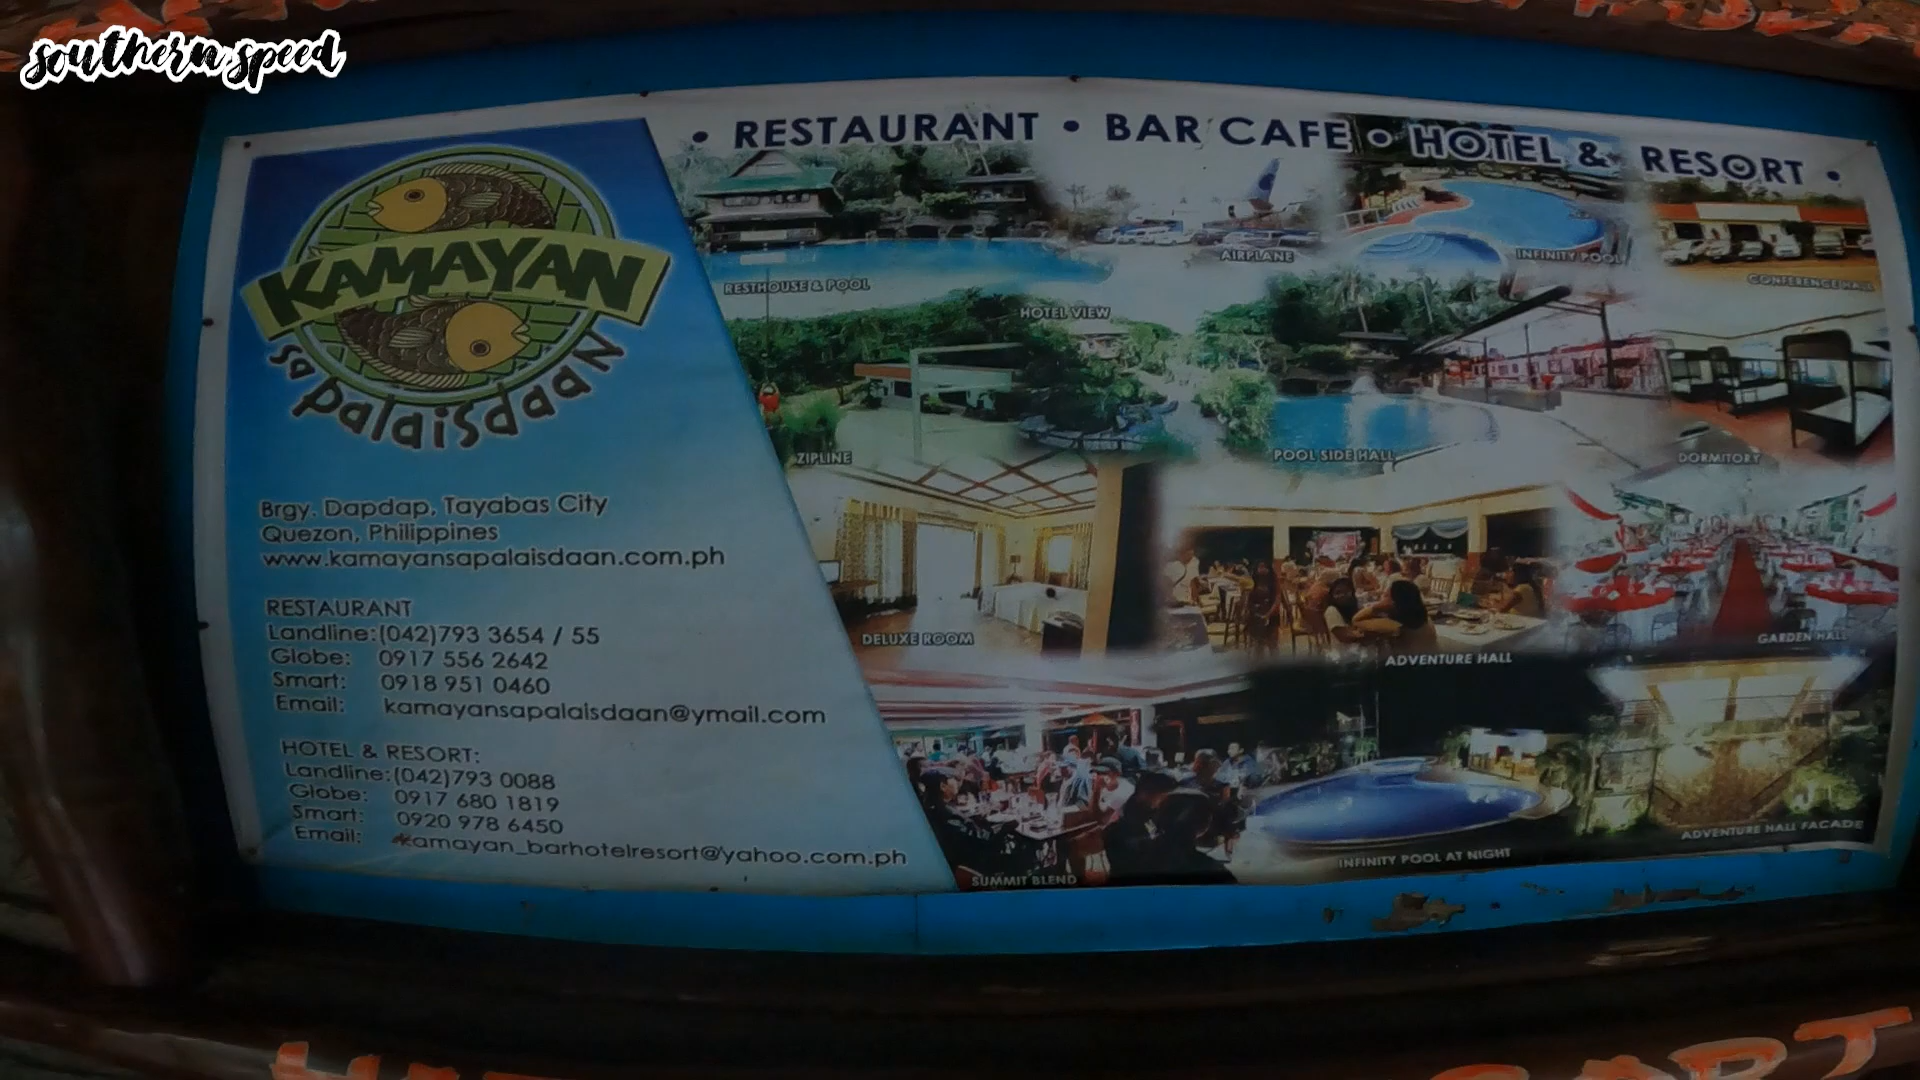 southern speed
• RESTAURANT • BAR CAFE • HOTEL & RESORT •
KAMAYAN
sa palaisdaaN
Brgy. Dapdap, Tayabas City
Quezon, Philippines
www.kamayansapalaisdaan.com.ph
RESTAURANT
Landline:(042)793 3654 / 55
Globe: 0917 556 2642
Smart: 0918 951 0460
Email: kamayansapalaisdaan@ymail.com
HOTEL & RESORT:
Landline:(042)793 0088
Globe: 0917 680 1819
Smart: 0920 978 6450
Email: kamayan_barhotelresort@yahoo.com.ph
RESTHOUSE & POOL
AIRPLANE
INFINITY POOL
CONFERENCE HALL
HOTEL VIEW
ZIPLINE
POOL SIDE HALL
DORMITORY
DELUXE ROOM
ADVENTURE HALL
GARDEN HALL
SUMMIT BLEND
INFINITY POOL AT NIGHT
ADVENTURE HALL FACADE